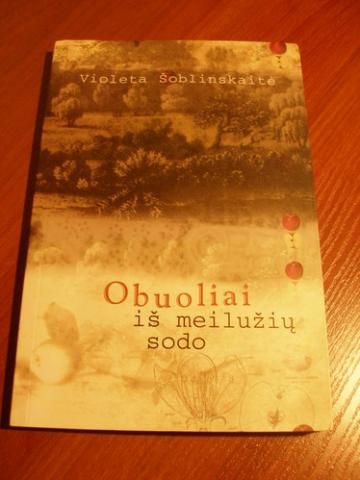 Violeta Šoblinskaitė
Obuoliai
iš meilužių
sodo